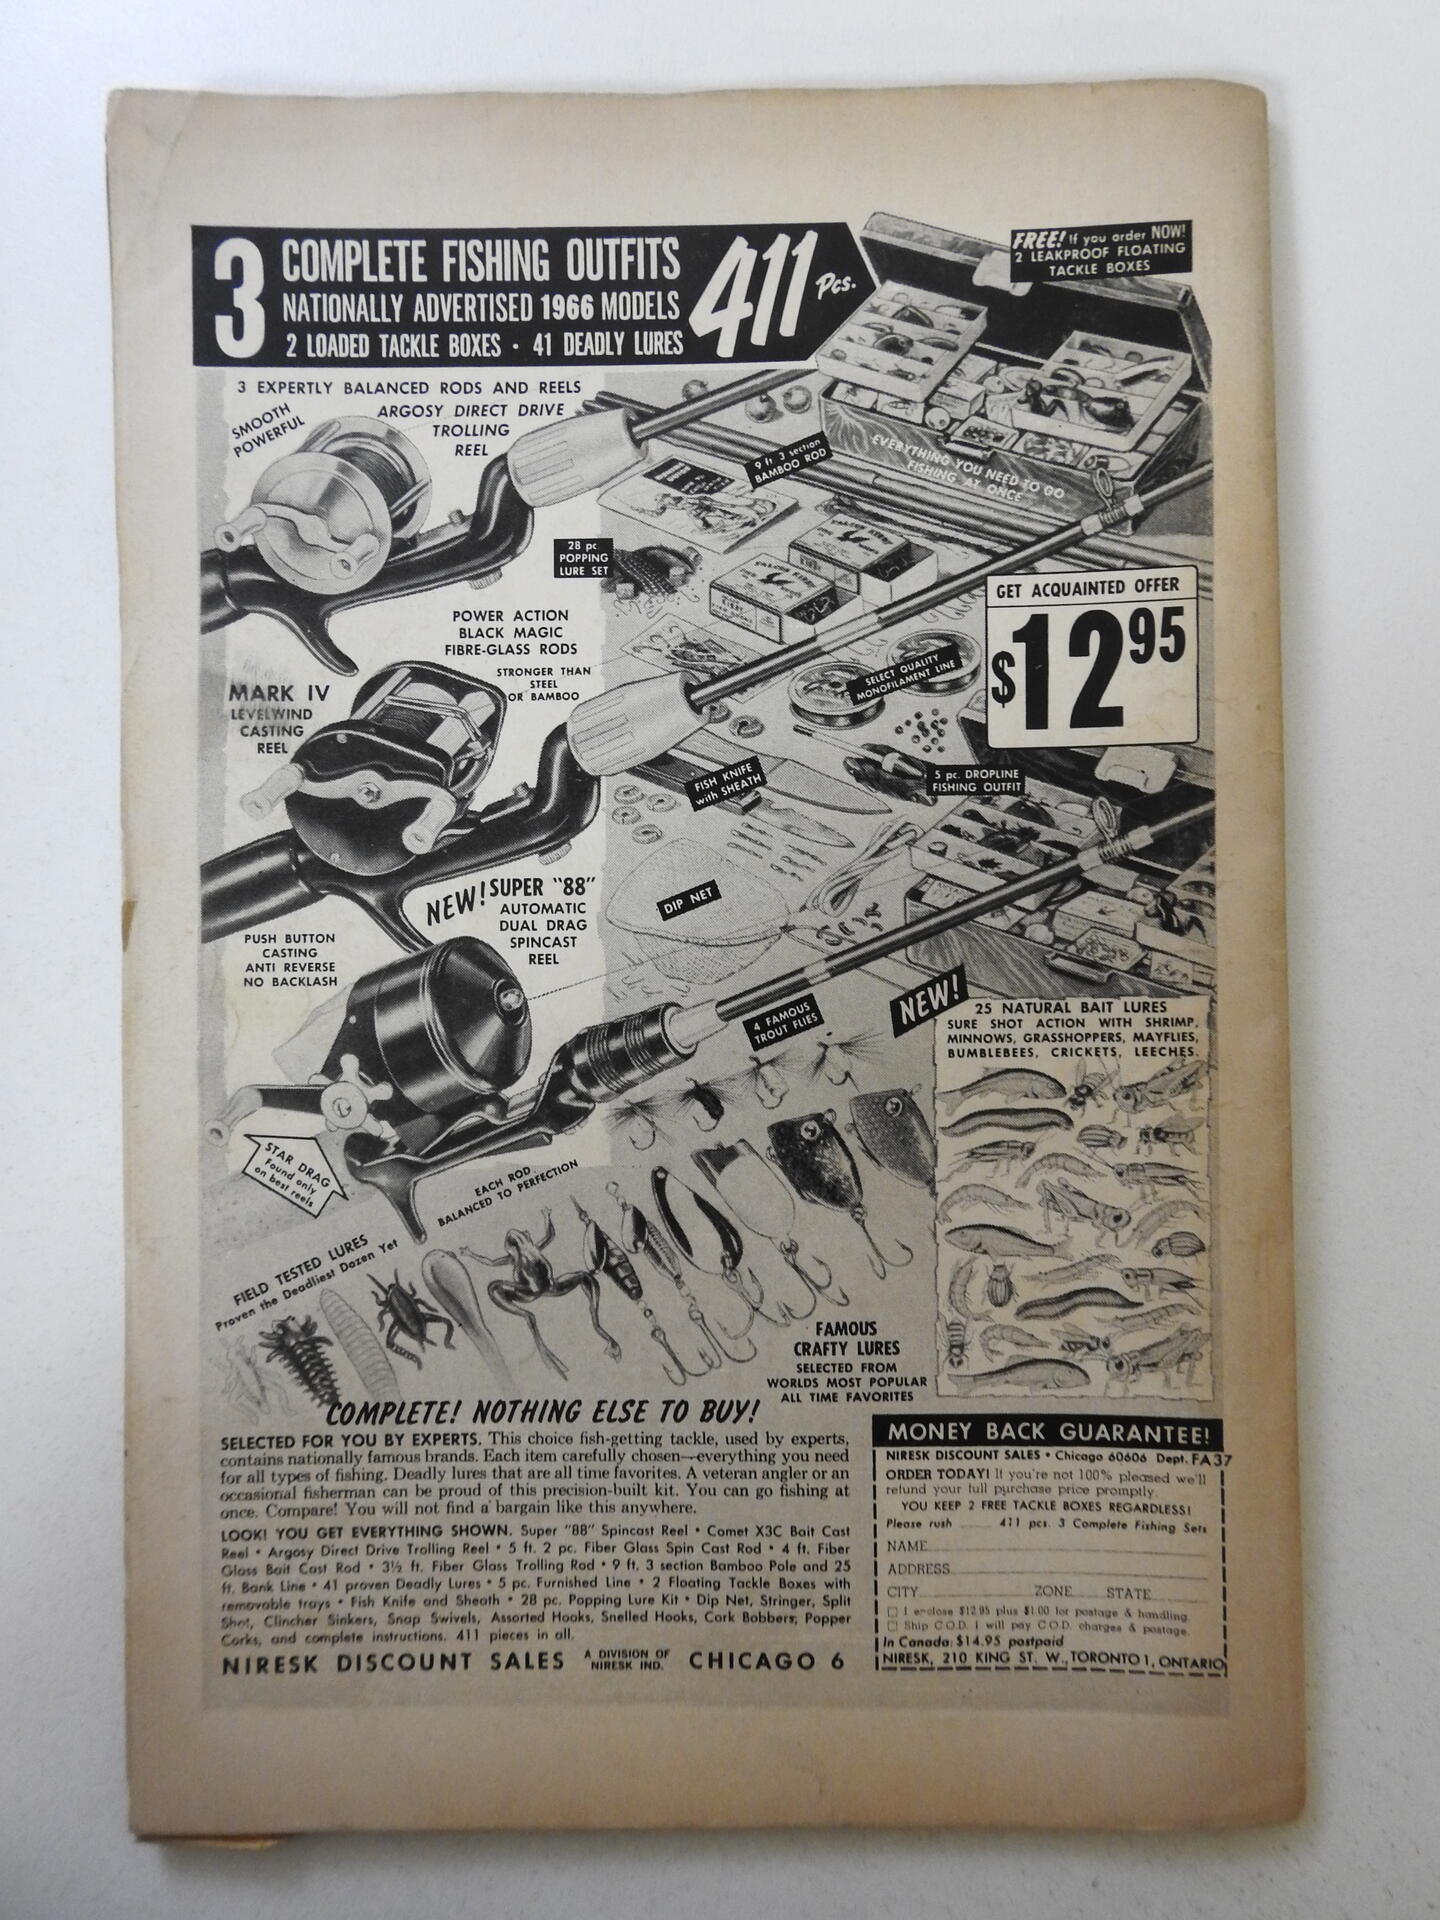 3 COMPLETE FISHING OUTFITS
NATIONALLY ADVERTISED 1966 MODELS
2 LOADED TACKLE BOXES · 41 DEADLY LURES
411 Pcs.
FREE! If you order NOW!
2 LEAKPROOF FLOATING
TACKLE BOXES
3 EXPERTLY BALANCED RODS AND REELS
SMOOTH
POWERFUL
ARGOSY DIRECT DRIVE
TROLLING
REEL
9 ft. 3 section
BAMBOO ROD
EVERYTHING YOU NEED TO GO
FISHING AT ONCE
28 pc.
POPPING
LURE SET
GET ACQUAINTED OFFER
$12.95
POWER ACTION
BLACK MAGIC
FIBRE-GLASS RODS
STRONGER THAN
STEEL
OR BAMBOO
SELECT QUALITY
MONOFILAMENT LINE
MARK IV
LEVELWIND
CASTING
REEL
FISH KNIFE
with SHEATH
5 pc. DROPLINE
FISHING OUTFIT
NEW! SUPER "88"
AUTOMATIC
DUAL DRAG
SPINCAST
REEL
DIP NET
PUSH BUTTON
CASTING
ANTI REVERSE
NO BACKLASH
4 FAMOUS
TROUT FLIES
NEW!
25 NATURAL BAIT LURES
SURE SHOT ACTION WITH SHRIMP,
MINNOWS, GRASSHOPPERS, MAYFLIES,
BUMBLEBEES, CRICKETS, LEECHES.
STAR DRAG
Found only
on best reels
EACH ROD
BALANCED TO PERFECTION
FIELD TESTED LURES
Proven the Deadliest Dozen Yet
FAMOUS
CRAFTY LURES
SELECTED FROM
WORLDS MOST POPULAR
ALL TIME FAVORITES
COMPLETE! NOTHING ELSE TO BUY!
SELECTED FOR YOU BY EXPERTS. This choice fish-getting tackle, used by experts,
contains nationally famous brands. Each item carefully chosen—everything you need
for all types of fishing. Deadly lures that are all time favorites. A veteran angler or an
occasional fisherman can be proud of this precision-built kit. You can go fishing at
once. Compare! You will not find a bargain like this anywhere.
LOOK! YOU GET EVERYTHING SHOWN. Super "88" Spincast Reel • Comet X3C Bait Cast
Reel • Argosy Direct Drive Trolling Reel • 5 ft. 2 pc. Fiber Glass Spin Cast Rod • 4 ft. Fiber
Glass Bait Cast Rod • 3½ ft. Fiber Glass Trolling Rod • 9 ft. 3 section Bamboo Pole and 25
ft. Bank Line • 41 proven Deadly Lures • 5 pc. Furnished Line • 2 Floating Tackle Boxes with
removable trays • Fish Knife and Sheath • 28 pc. Popping Lure Kit • Dip Net, Stringer, Split
Shot, Clincher Sinkers, Snap Swivels, Assorted Hooks, Snelled Hooks, Cork Bobbers, Popper
Corks, and complete instructions. 411 pieces in all.
NIRESK DISCOUNT SALES A DIVISION OF NIRESK IND. CHICAGO 6
MONEY BACK GUARANTEE!
NIRESK DISCOUNT SALES • Chicago 60606 Dept. FA37
ORDER TODAY! If you're not 100% pleased we'll
refund your full purchase price promptly.
YOU KEEP 2 FREE TACKLE BOXES REGARDLESS!
Please rush 411 pcs. 3 Complete Fishing Sets
NAME
ADDRESS
CITY ZONE STATE
□ I enclose $12.95 plus $1.00 for postage & handling.
□ Ship C.O.D. I will pay C.O.D. charges & postage.
In Canada: $14.95 postpaid
NIRESK, 210 KING ST. W., TORONTO 1, ONTARIO